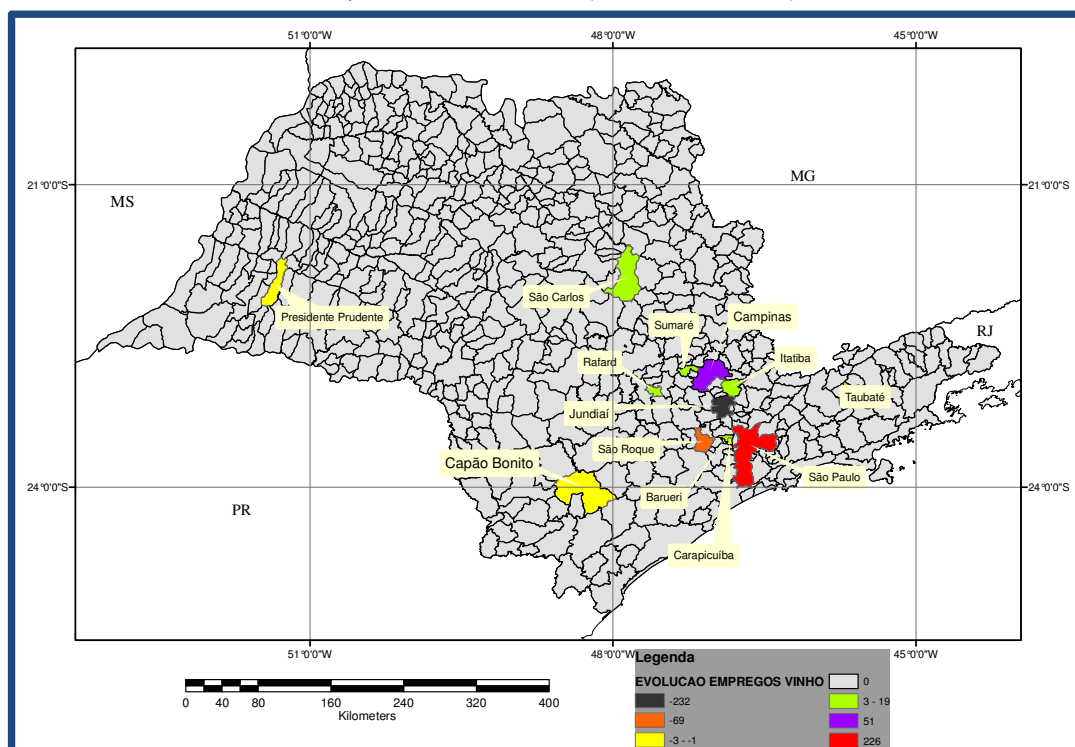 51°0'0"W
48°0'0"W
45°0'0"W
21°0'0"S
21°0'0"S
MS
MG
São Carlos
Presidente Prudente
Sumaré
Campinas
RJ
Rafard
Itatiba
Taubaté
Jundiaí
São Roque
Capão Bonito
São Paulo
24°0'0"S
24°0'0"S
Barueri
PR
Carapicuíba
51°0'0"W
48°0'0"W
45°0'0"W
Legenda
EVOLUCAO EMPREGOS VINHO
-232
-69
-3 - -1
0
3 - 19
51
226
0 20 40 60 80 160 240 320 400
Kilometers